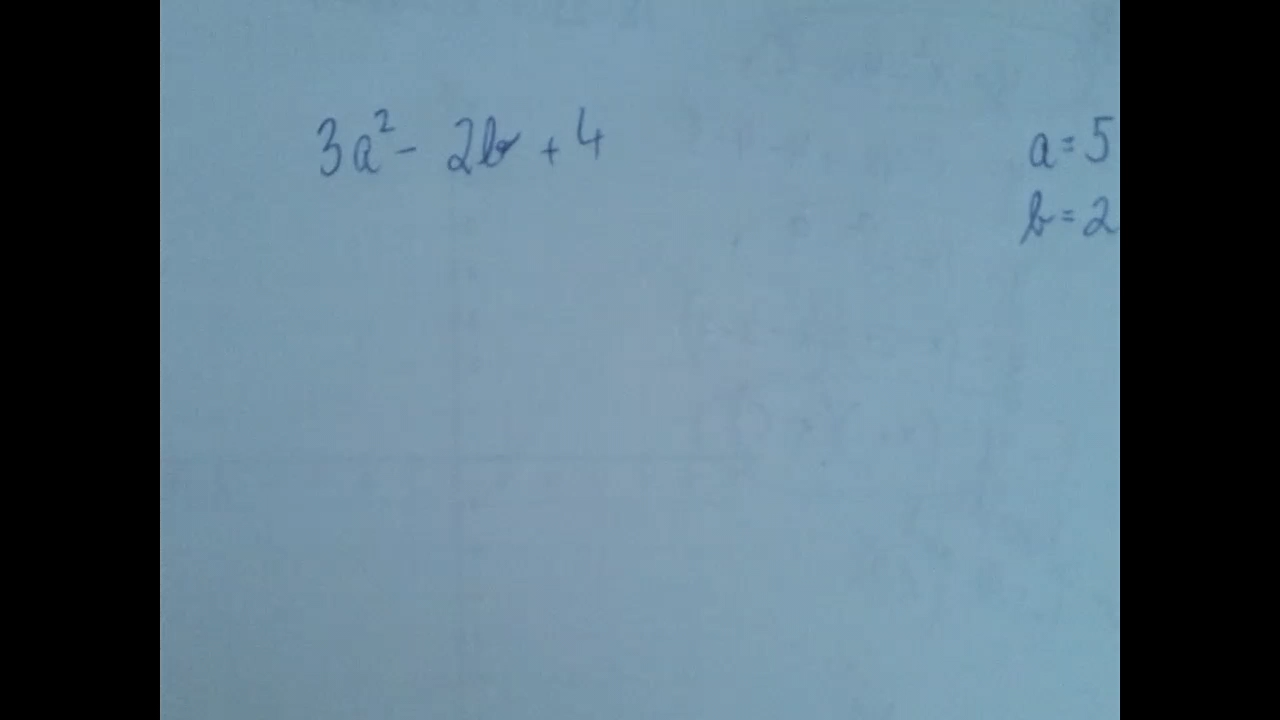 3a² - 2b + 4
a = 5
b = 2